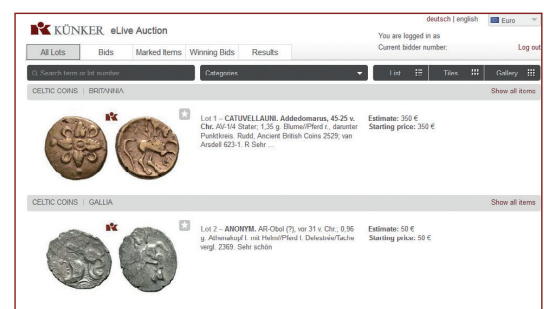 KÜNKER eLive Auction
deutsch | english
Euro
You are logged in as
Current bidder number:
Log out
All Lots
Bids
Marked Items
Winning Bids
Results
Search term or lot number
Categories
List
Tiles
Gallery
CELTIC COINS | BRITANNIA
Show all items
Lot 1 – CATUVELLAUNI. Addedomarus, 45-25 v.
Chr. AV-1/4 Stater; 1,35 g. Blume//Pferd r., darunter
Punktkreis. Rudd, Ancient British Coins 2529; van
Arsdell 623-1. R Sehr ...
Estimate: 350 €
Starting price: 350 €
CELTIC COINS | GALLIA
Show all items
Lot 2 – ANONYM. AR-Obol (?), vor 31 v. Chr.; 0,96
g. Athenakopf l. mit Helm//Pferd l. Delestrée/Tache
vergl. 2369. Sehr schön
Estimate: 50 €
Starting price: 50 €